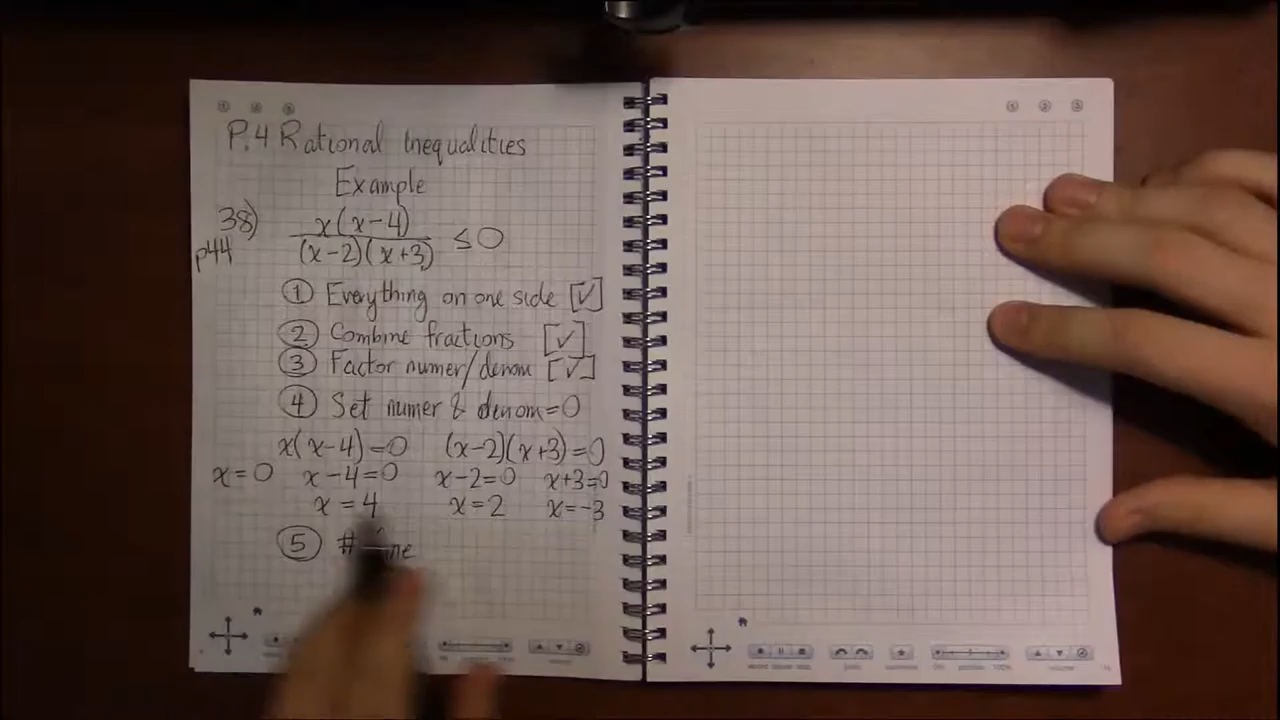 P.4 Rational Inequalities
Example
38) x(x-4)
p44 (x-2)(x+3) ≤ 0
① Everything on one side [✓]
② Combine fractions [✓]
③ Factor numer/denom [✓]
④ Set numer & denom=0
x(x-4)=0 (x-2)(x+3)=0
x=0 x-4=0 x-2=0 x+3=0
x=4 x=2 x=-3
⑤ #